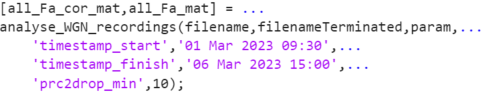 [all_Fa_cor_mat,all_Fa_mat] = ...
analyse_WGN_recordings(filename,filenameTerminated,param,...
    'timestamp_start','01 Mar 2023 09:30',...
    'timestamp_finish','06 Mar 2023 15:00',...
    'prc2drop_min',10);